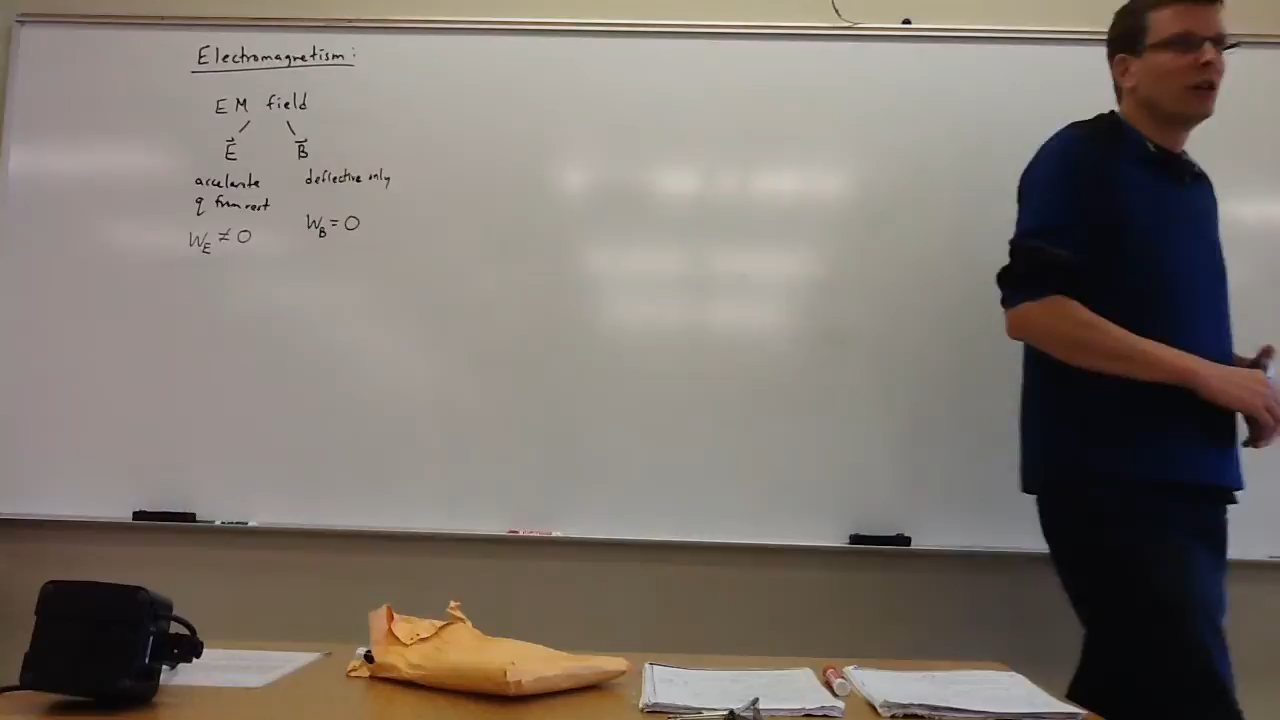 Electromagnetism:
EM field
E B
accelerate deflective only
q from rest
W_E ≠ 0 W_B = 0